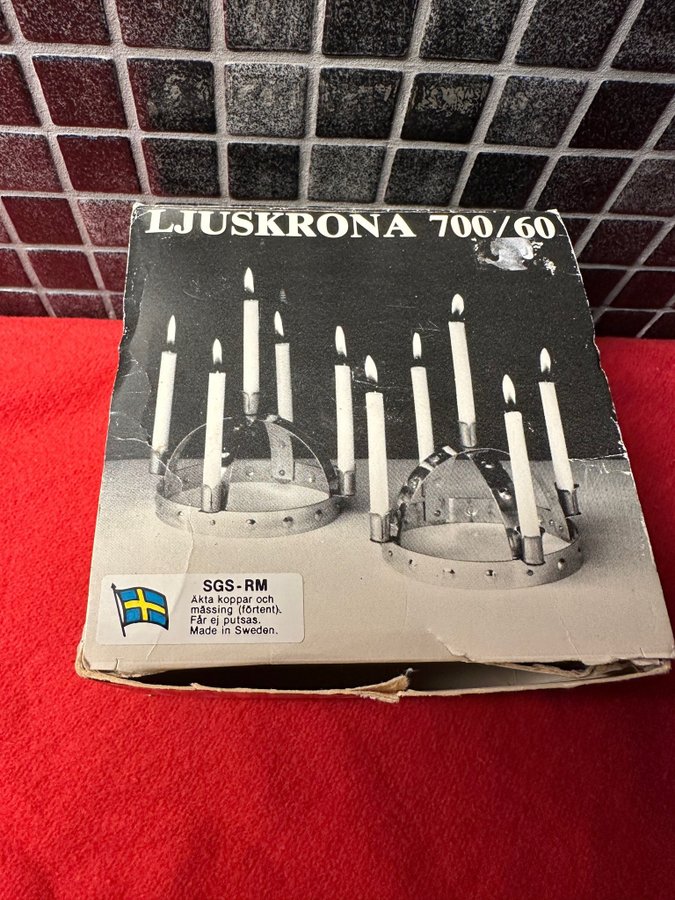 LJUSKRONA 700/60
SGS-RM
Äkta koppar och
mässing (förtent).
Får ej putsas.
Made in Sweden.